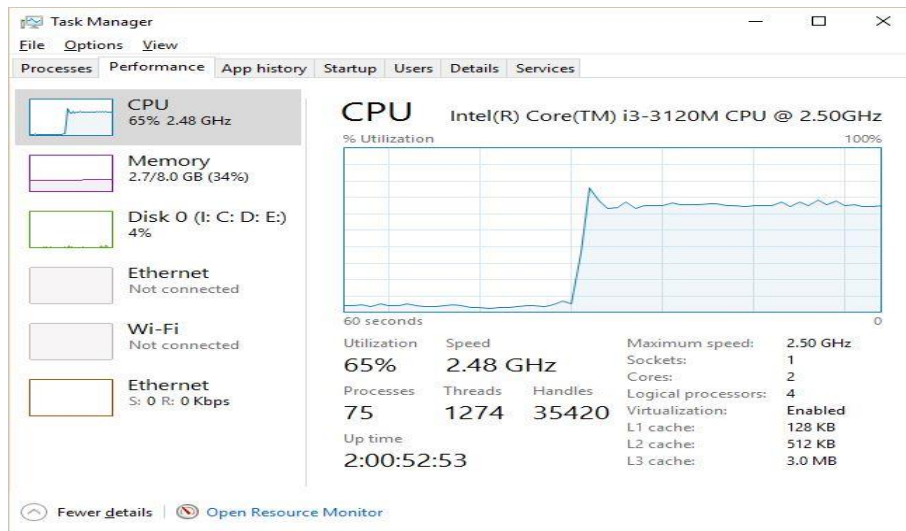 Task Manager
File Options View
Processes Performance App history Startup Users Details Services
CPU
65% 2.48 GHz
Memory
2.7/8.0 GB (34%)
Disk 0 (I: C: D: E:)
4%
Ethernet
Not connected
Wi-Fi
Not connected
Ethernet
S: 0 R: 0 Kbps
CPU Intel(R) Core(TM) i3-3120M CPU @ 2.50GHz
% Utilization 100%
60 seconds 0
Utilization Speed
65% 2.48 GHz
Processes Threads Handles
75 1274 35420
Up time
2:00:52:53
Maximum speed: 2.50 GHz
Sockets: 1
Cores: 2
Logical processors: 4
Virtualization: Enabled
L1 cache: 128 KB
L2 cache: 512 KB
L3 cache: 3.0 MB
Fewer details Open Resource Monitor